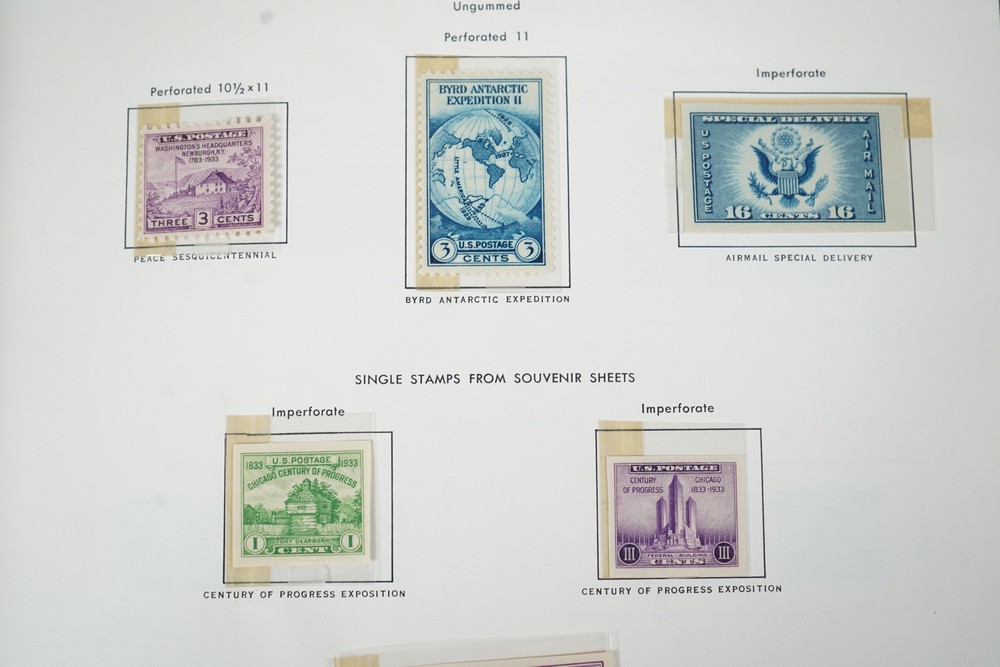 Ungummed
Perforated 11
Perforated 10½ x 11
Imperforate
U.S. POSTAGE
WASHINGTON'S HEADQUARTERS
NEWBURGH, N.Y.
1783-1933
THREE 3 CENTS
PEACE SESQUICENTENNIAL
BYRD ANTARCTIC
EXPEDITION II
LITTLE AMERICA
1929
U.S. POSTAGE
3 3
CENTS
BYRD ANTARCTIC EXPEDITION
SPECIAL DELIVERY
U S POSTAGE
AIR MAIL
16 CENTS 16
AIRMAIL SPECIAL DELIVERY
SINGLE STAMPS FROM SOUVENIR SHEETS
Imperforate
Imperforate
1833 U.S. POSTAGE 1933
CHICAGO CENTURY OF PROGRESS
FORT DEARBORN
1 CENT 1
CENTURY OF PROGRESS EXPOSITION
U.S. POSTAGE
CENTURY CHICAGO
OF PROGRESS 1833-1933
FEDERAL BUILDING
III CENTS III
CENTURY OF PROGRESS EXPOSITION